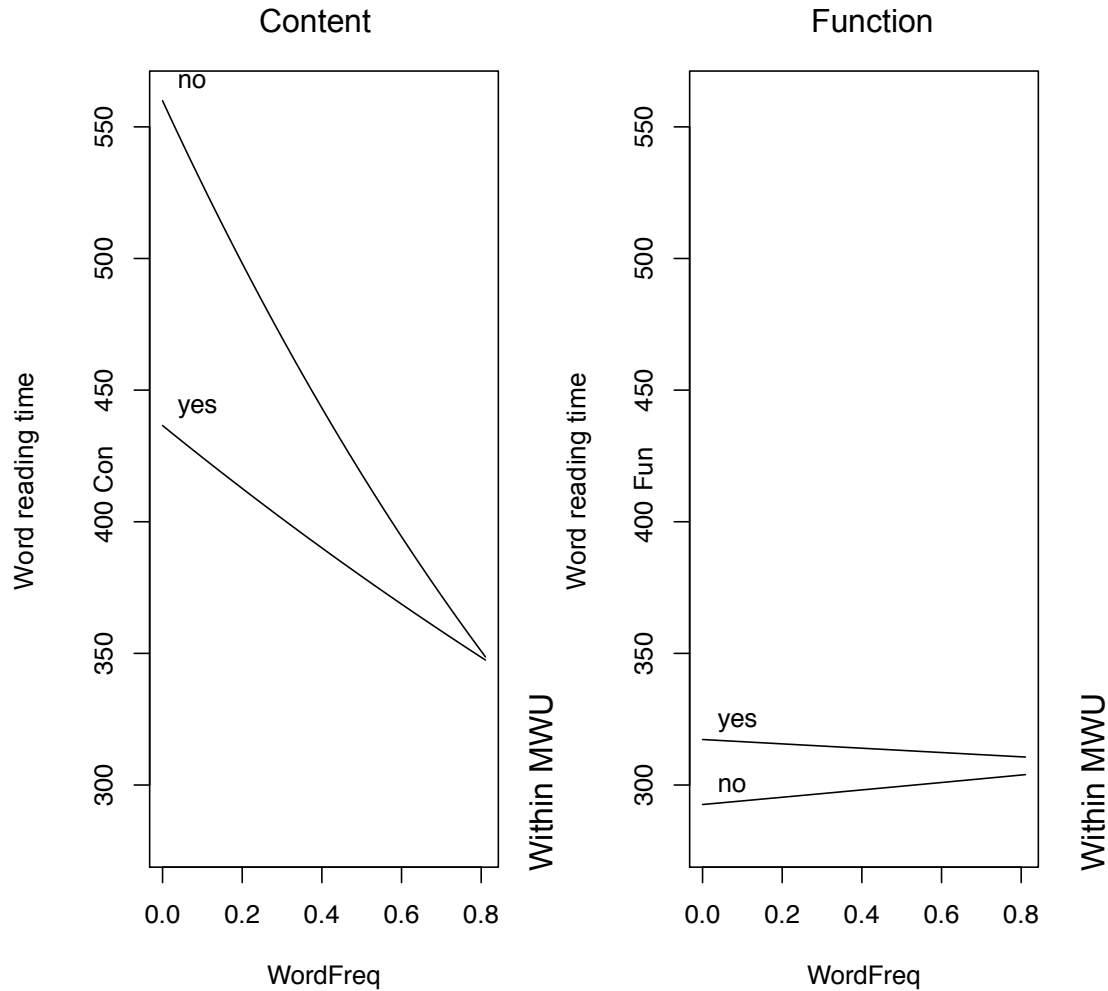 Content
no
yes
550
500
450
400
350
300
Con
Word reading time
0.0 0.2 0.4 0.6 0.8
WordFreq
Within MWU
Function
yes
no
550
500
450
400
350
300
Fun
Word reading time
0.0 0.2 0.4 0.6 0.8
WordFreq
Within MWU